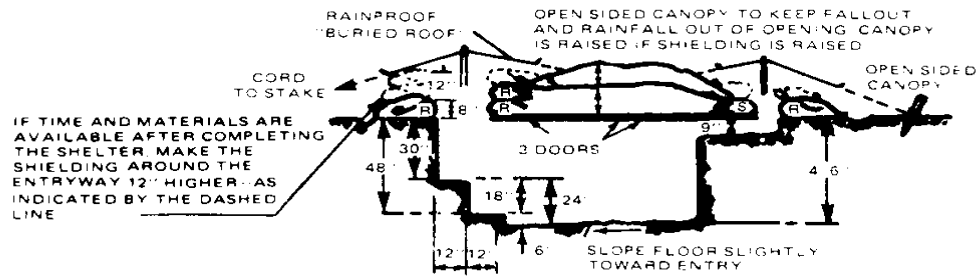 RAINPROOF
"BURIED ROOF"
OPEN SIDED CANOPY TO KEEP FALLOUT
AND RAINFALL OUT OF OPENING CANOPY
IS RAISED IF SHIELDING IS RAISED
CORD
TO STAKE
12"
OPEN SIDED
CANOPY
R
R
R
S
R
8"
IF TIME AND MATERIALS ARE
AVAILABLE AFTER COMPLETING
THE SHELTER, MAKE THE
SHIELDING AROUND THE
ENTRYWAY 12" HIGHER--AS
INDICATED BY THE DASHED
LINE
9"
3 DOORS
30"
48"
4' 6"
18"
24"
12"
12"
6"
SLOPE FLOOR SLIGHTLY
TOWARD ENTRY